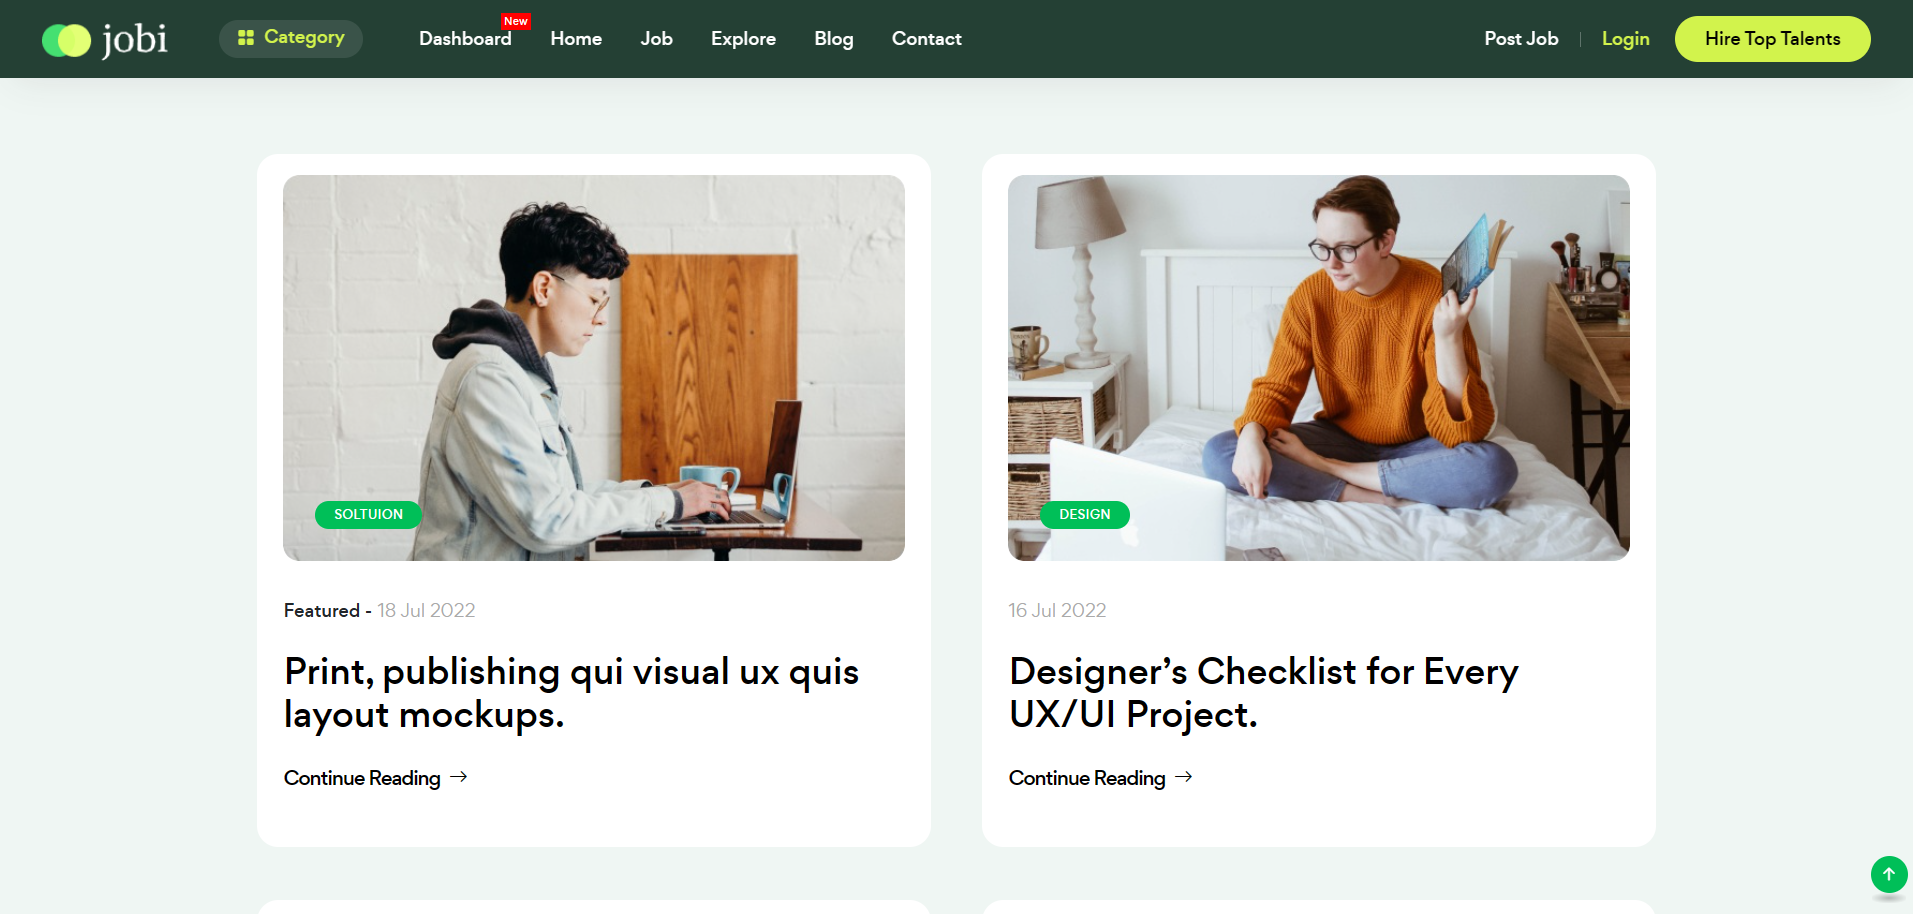 jobi
Category
Dashboard
New
Home
Job
Explore
Blog
Contact
Post Job
Login
Hire Top Talents
SOLTUION
Featured - 18 Jul 2022
Print, publishing qui visual ux quis
layout mockups.
Continue Reading →
DESIGN
16 Jul 2022
Designer’s Checklist for Every
UX/UI Project.
Continue Reading →